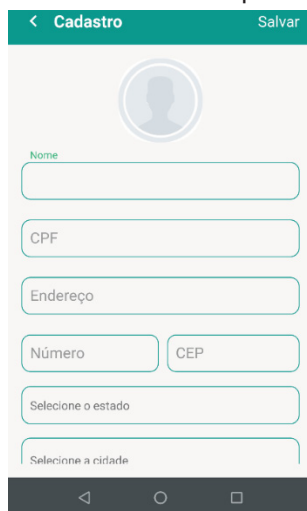 Cadastro Salvar
Nome
CPF
Endereço
Número CEP
Selecione o estado
Selecione a cidade